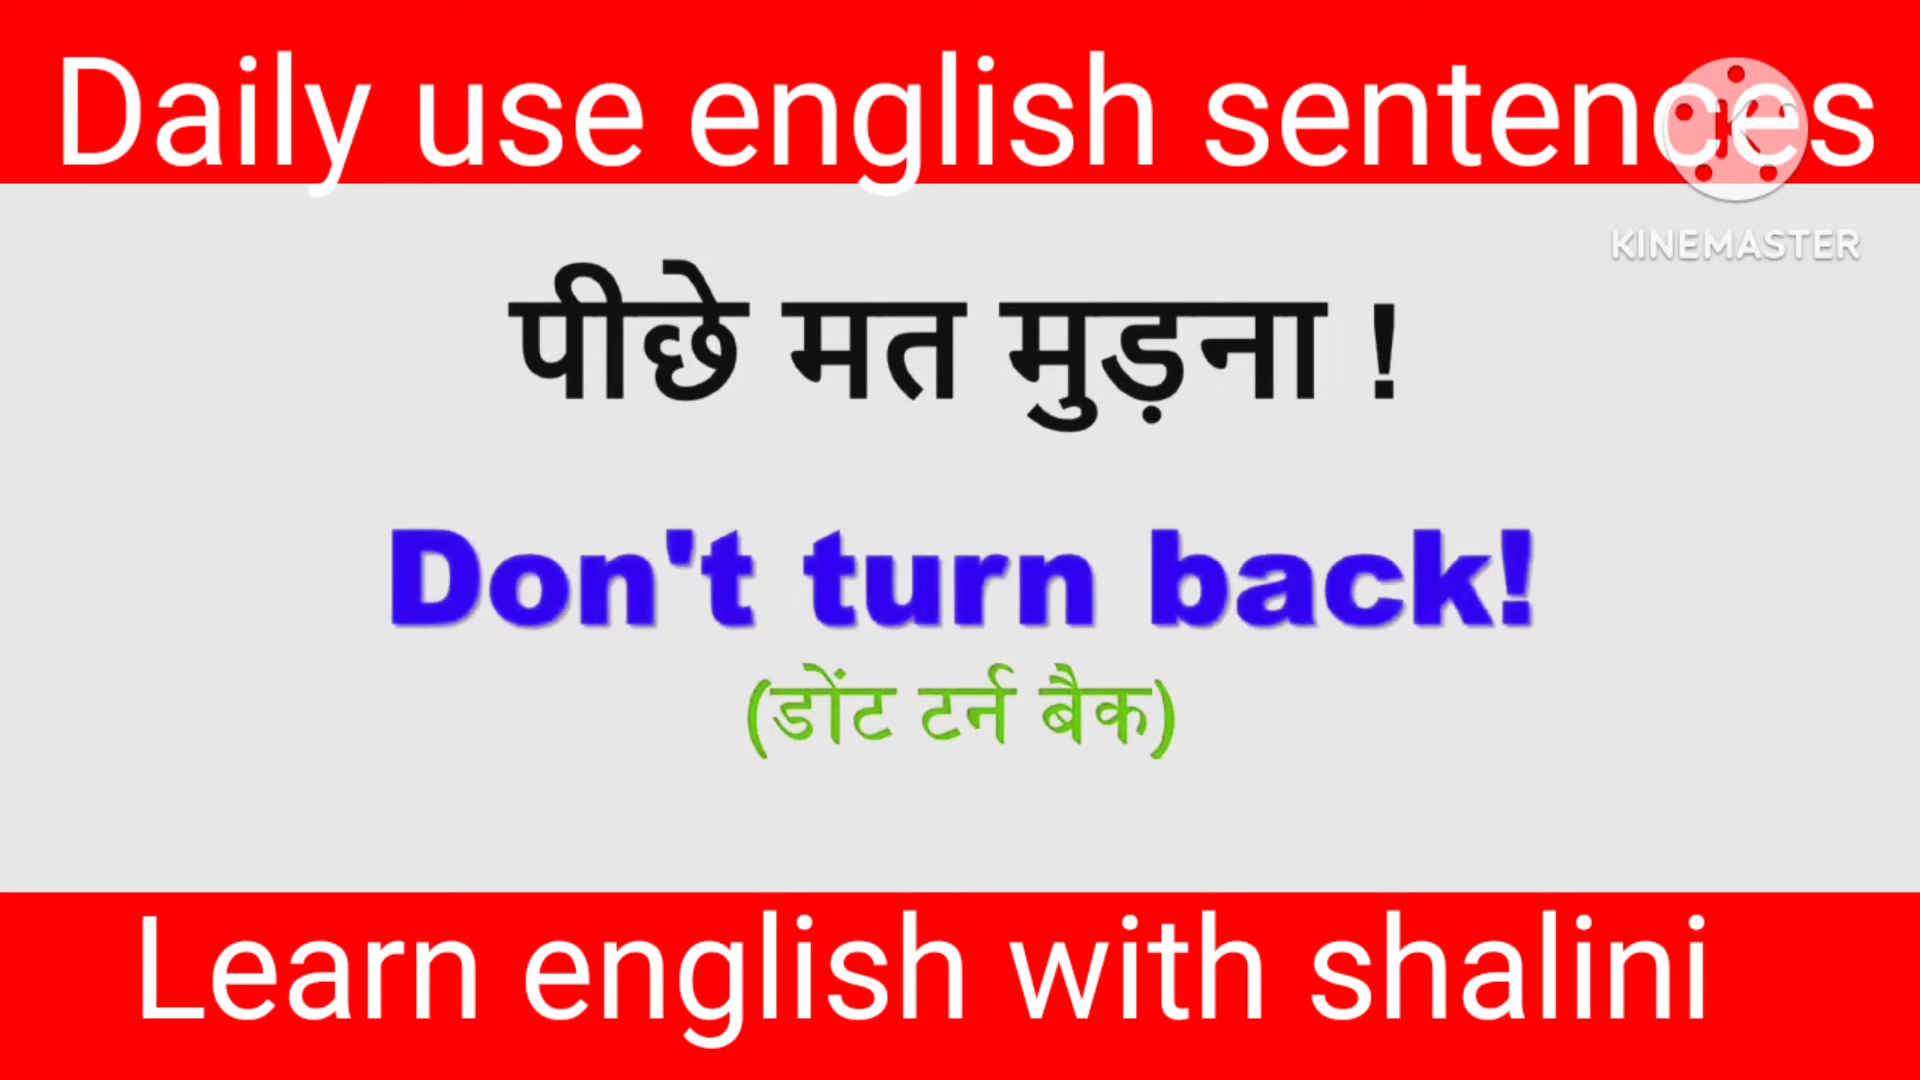 Daily use english sentences
KINEMASTER
पीछे मत मुड़ना !
Don't turn back!
(डोंट टर्न बैक)
Learn english with shalini